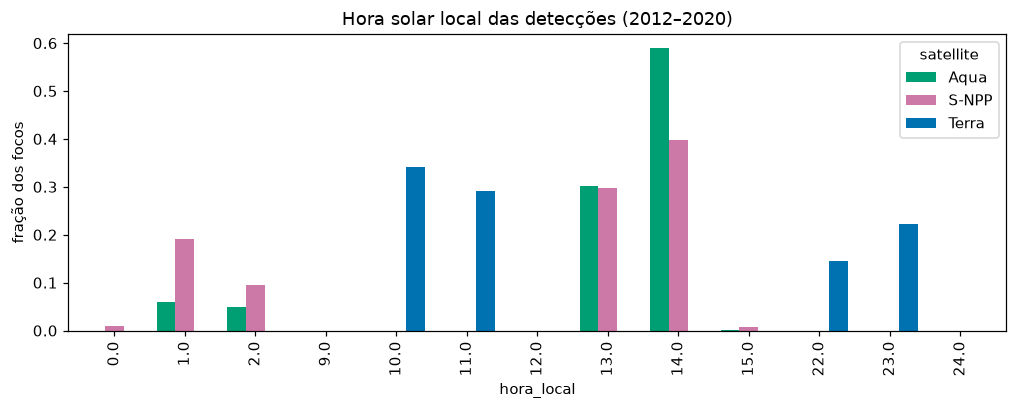 Hora solar local das detecções (2012–2020)
satellite
Aqua
S-NPP
Terra
fração dos focos
0.6
0.5
0.4
0.3
0.2
0.1
0.0
0.0 1.0 2.0 9.0 10.0 11.0 12.0 13.0 14.0 15.0 22.0 23.0 24.0
hora_local